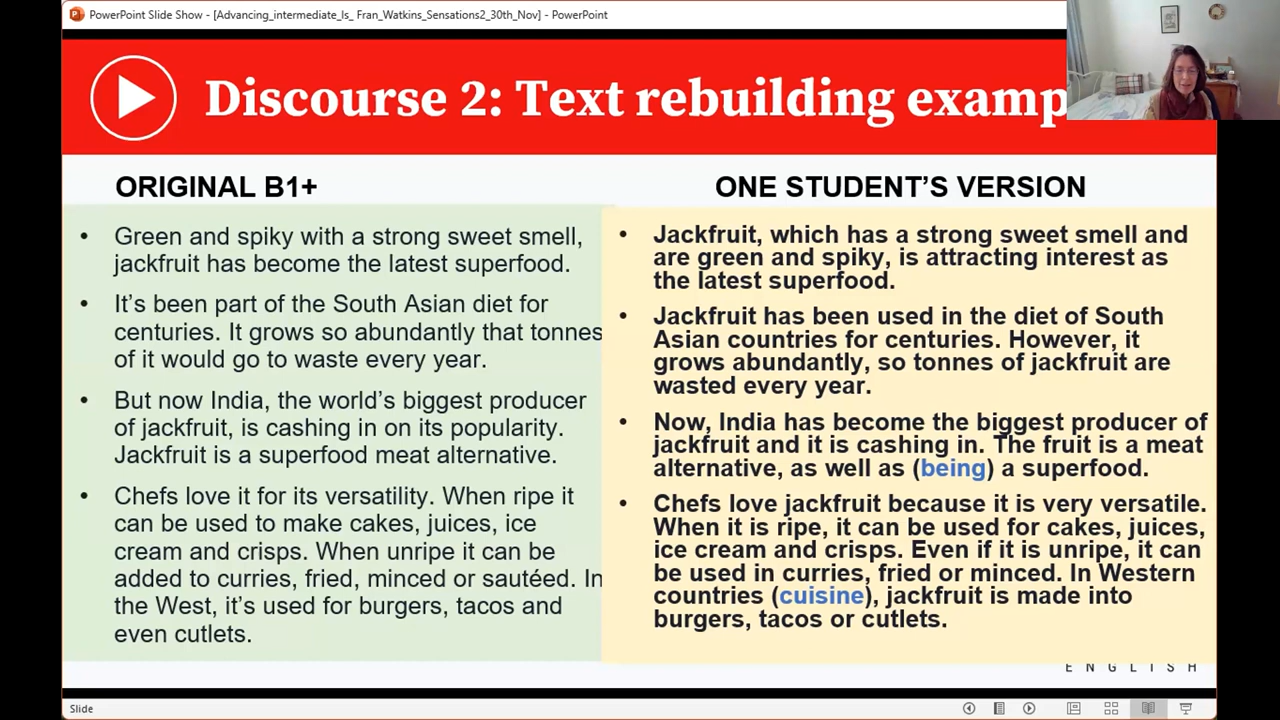 PowerPoint Slide Show - [Advancing_intermediate_ls_ Fran_Watkins_Sensations2_30th_Nov] - PowerPoint
Discourse 2: Text rebuilding examp
ORIGINAL B1+
• Green and spiky with a strong sweet smell,
jackfruit has become the latest superfood.
• It's been part of the South Asian diet for
centuries. It grows so abundantly that tonnes
of it would go to waste every year.
• But now India, the world's biggest producer
of jackfruit, is cashing in on its popularity.
Jackfruit is a superfood meat alternative.
• Chefs love it for its versatility. When ripe it
can be used to make cakes, juices, ice
cream and crisps. When unripe it can be
added to curries, fried, minced or sautéed. In
the West, it's used for burgers, tacos and
even cutlets.
ONE STUDENT'S VERSION
• Jackfruit, which has a strong sweet smell and
are green and spiky, is attracting interest as
the latest superfood.
• Jackfruit has been used in the diet of South
Asian countries for centuries. However, it
grows abundantly, so tonnes of jackfruit are
wasted every year.
• Now, India has become the biggest producer of
jackfruit and it is cashing in. The fruit is a meat
alternative, as well as (being) a superfood.
• Chefs love jackfruit because it is very versatile.
When it is ripe, it can be used for cakes, juices,
ice cream and crisps. Even if it is unripe, it can
be used in curries, fried or minced. In Western
countries (cuisine), jackfruit is made into
burgers, tacos or cutlets.
ENGLISH
Slide